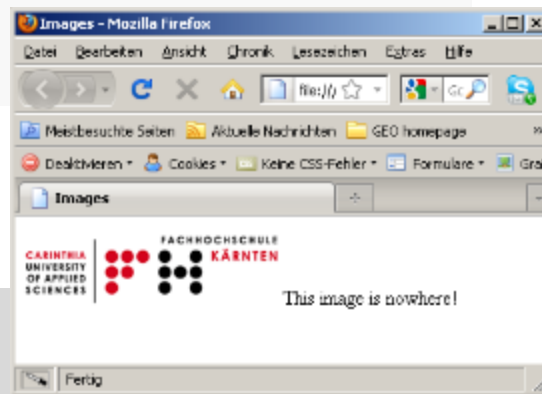 Images - Mozilla Firefox
Datei Bearbeiten Ansicht Chronik Lesezeichen Extras Hilfe
file:// 
Meistbesuchte Seiten Aktuelle Nachrichten GEO homepage »
Deaktivieren Cookies Keine CSS-Fehler Formulare Gra
Images
FACHHOCHSCHULE
KÄRNTEN
CARINTHIA
UNIVERSITY
OF APPLIED
SCIENCES
This image is nowhere!
Fertig